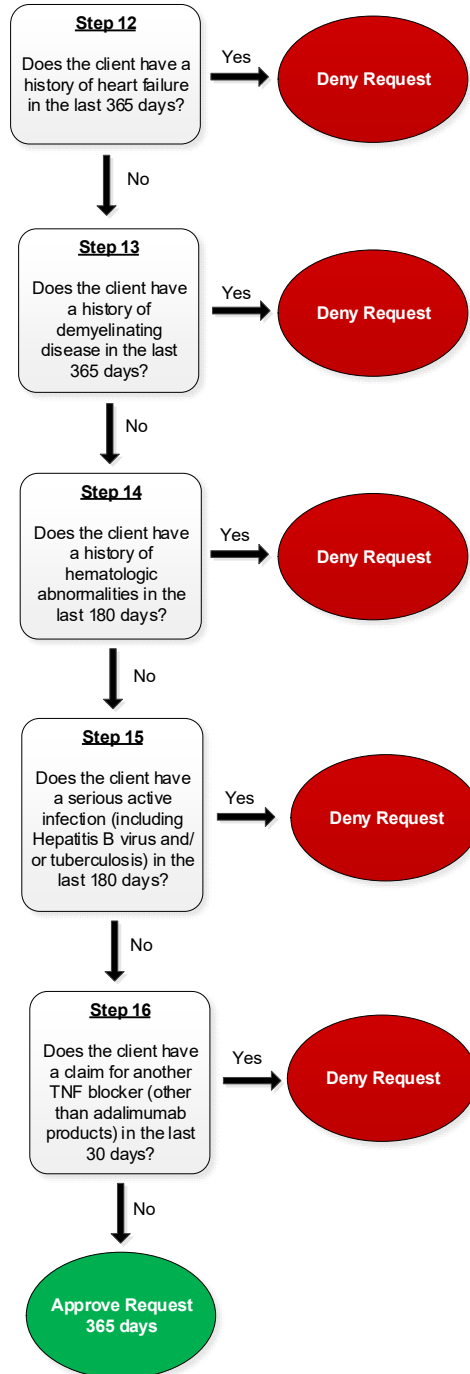 Step 12
Does the client have a
history of heart failure
in the last 365 days?
Yes
Deny Request
No
Step 13
Does the client have
a history of
demyelinating
disease in the last
365 days?
Yes
Deny Request
No
Step 14
Does the client have
a history of
hematologic
abnormalities in the
last 180 days?
Yes
Deny Request
No
Step 15
Does the client have
a serious active
infection (including
Hepatitis B virus and/
or tuberculosis) in the
last 180 days?
Yes
Deny Request
No
Step 16
Does the client have
a claim for another
TNF blocker (other
than adalimumab
products) in the last
30 days?
Yes
Deny Request
No
Approve Request
365 days